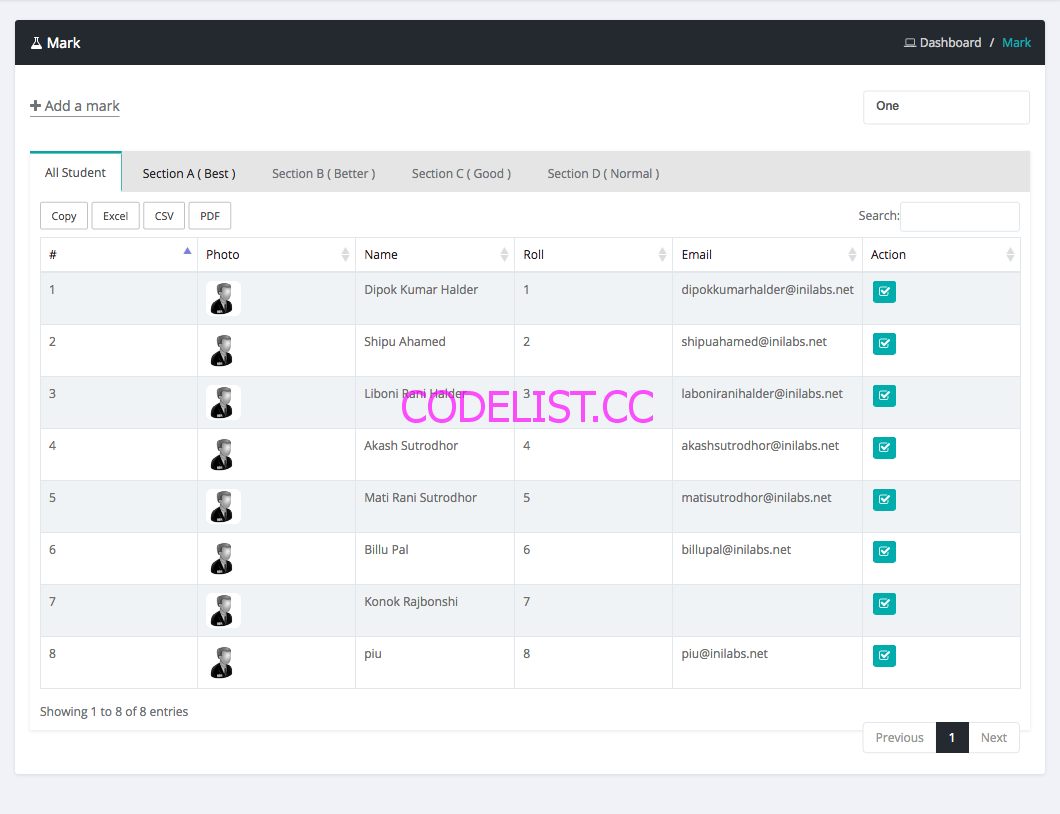 Mark
Dashboard / Mark
Add a mark
One
All Student Section A ( Best ) Section B ( Better ) Section C ( Good ) Section D ( Normal )
Copy Excel CSV PDF Search:
# Photo Name Roll Email Action
1 Dipok Kumar Halder 1 dipokkumarhalder@inilabs.net
2 Shipu Ahamed 2 shipuahamed@inilabs.net
3 Liboni Rani Halder 3 laboniranihalder@inilabs.net
CODELIST.CC
4 Akash Sutrodhor 4 akashsutrodhor@inilabs.net
5 Mati Rani Sutrodhor 5 matisutrodhor@inilabs.net
6 Billu Pal 6 billupal@inilabs.net
7 Konok Rajbonshi 7
8 piu 8 piu@inilabs.net
Showing 1 to 8 of 8 entries
Previous 1 Next